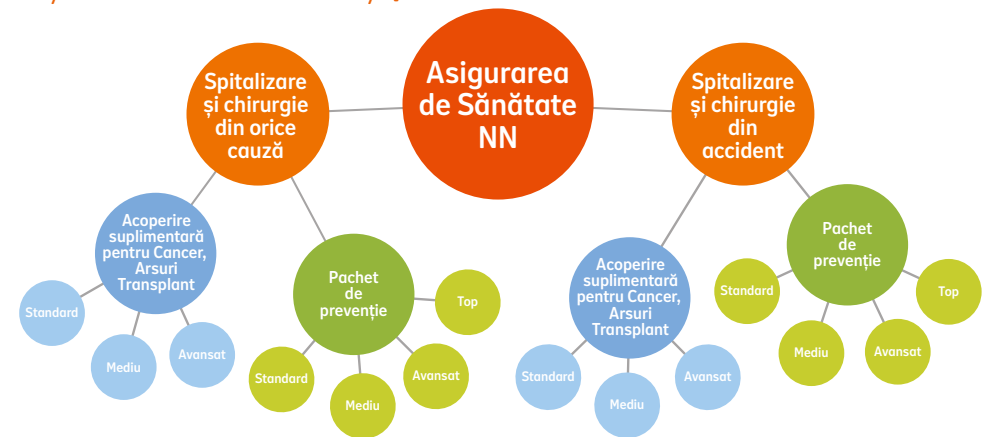 Asigurarea
de Sănătate
NN
Spitalizare
și chirurgie
din orice
cauză
Acoperire
suplimentară
pentru Cancer,
Arsuri
Transplant
Standard
Mediu
Avansat
Pachet
de
prevenție
Standard
Mediu
Avansat
Top
Spitalizare
și chirurgie
din
accident
Acoperire
suplimentară
pentru Cancer,
Arsuri
Transplant
Standard
Mediu
Avansat
Pachet
de
prevenție
Standard
Mediu
Avansat
Top